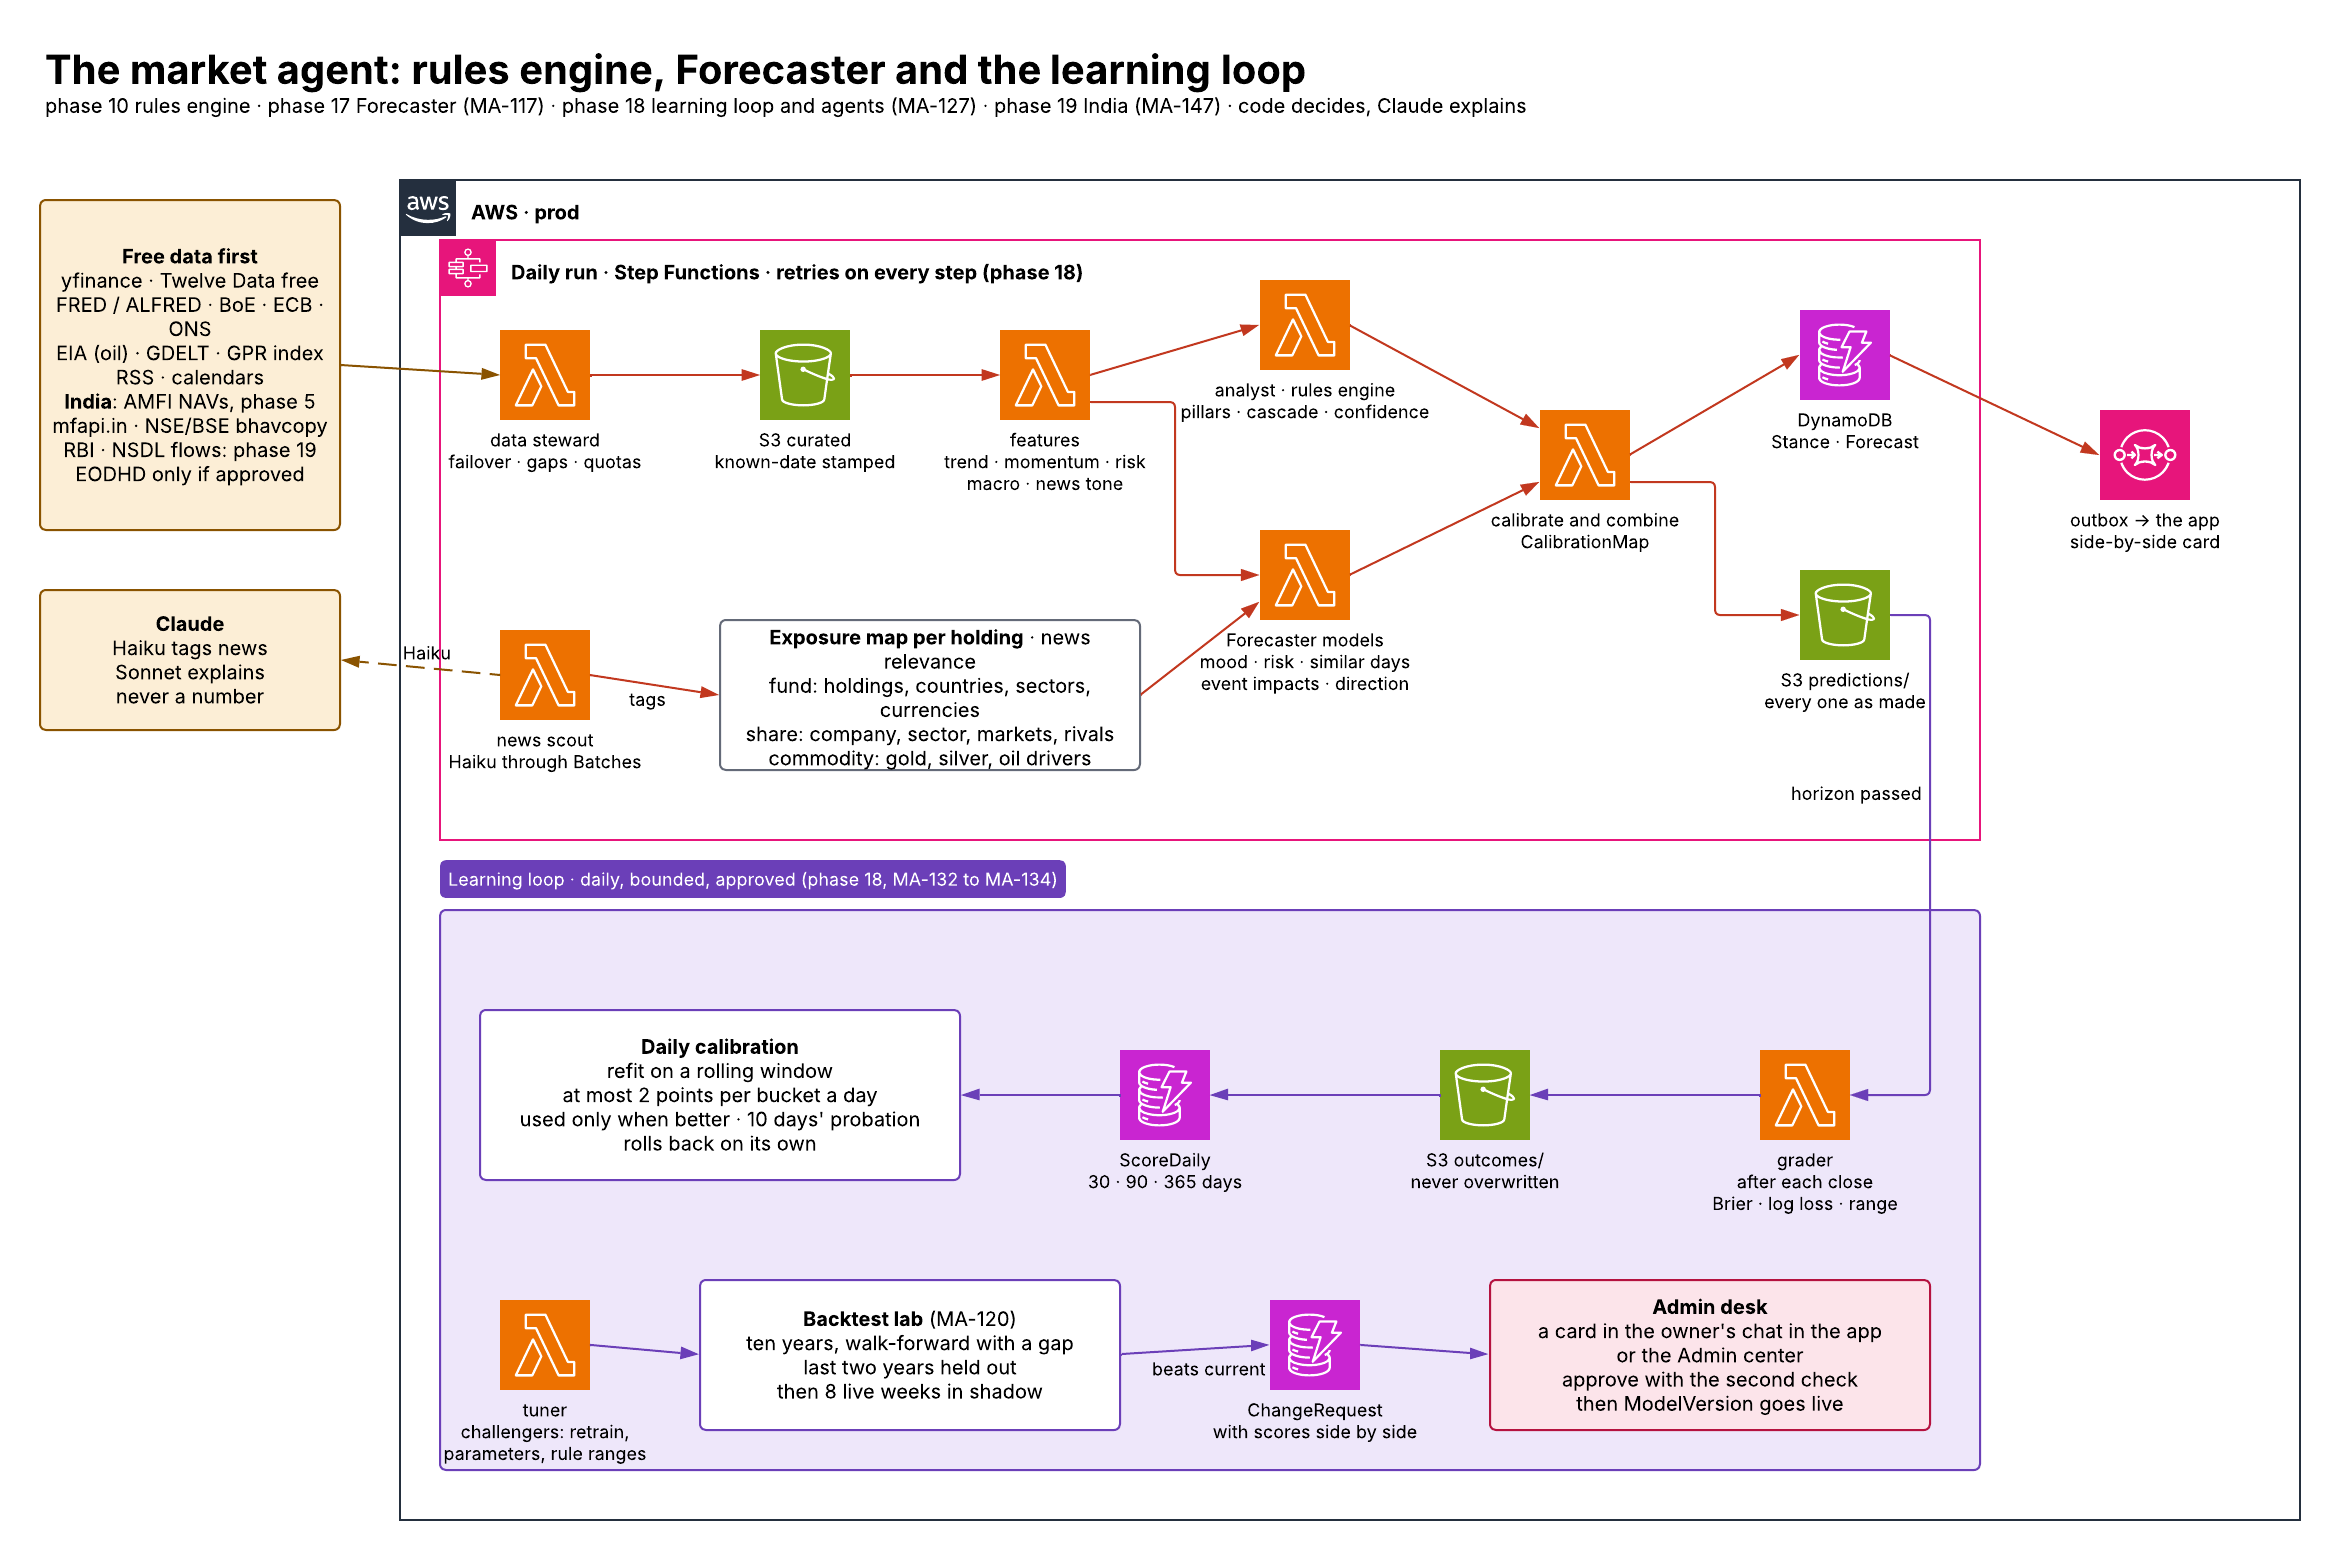 The market agent: rules engine, Forecaster and the learning loop
phase 10 rules engine · phase 17 Forecaster (MA-117) · phase 18 learning loop and agents (MA-127) · phase 19 India (MA-147) · code decides, Claude explains
Free data first
yfinance · Twelve Data free
FRED / ALFRED · BoE · ECB ·
ONS
EIA (oil) · GDELT · GPR index
RSS · calendars
India: AMFI NAVs, phase 5
mfapi.in · NSE/BSE bhavcopy
RBI · NSDL flows: phase 19
EODHD only if approved
Claude
Haiku tags news
Sonnet explains
never a number
aws
AWS · prod
Daily run · Step Functions · retries on every step (phase 18)
data steward
failover · gaps · quotas
S3 curated
known-date stamped
features
trend · momentum · risk
macro · news tone
analyst · rules engine
pillars · cascade · confidence
calibrate and combine
CalibrationMap
DynamoDB
Stance · Forecast
outbox → the app
side-by-side card
Haiku
news scout
Haiku through Batches
tags
Exposure map per holding · news
relevance
fund: holdings, countries, sectors,
currencies
share: company, sector, markets, rivals
commodity: gold, silver, oil drivers
Forecaster models
mood · risk · similar days
event impacts · direction
S3 predictions/
every one as made
horizon passed
Learning loop · daily, bounded, approved (phase 18, MA-132 to MA-134)
Daily calibration
refit on a rolling window
at most 2 points per bucket a day
used only when better · 10 days' probation
rolls back on its own
ScoreDaily
30 · 90 · 365 days
S3 outcomes/
never overwritten
grader
after each close
Brier · log loss · range
tuner
challengers: retrain,
parameters, rule ranges
Backtest lab (MA-120)
ten years, walk-forward with a gap
last two years held out
then 8 live weeks in shadow
beats current
ChangeRequest
with scores side by side
Admin desk
a card in the owner's chat in the app
or the Admin center
approve with the second check
then ModelVersion goes live